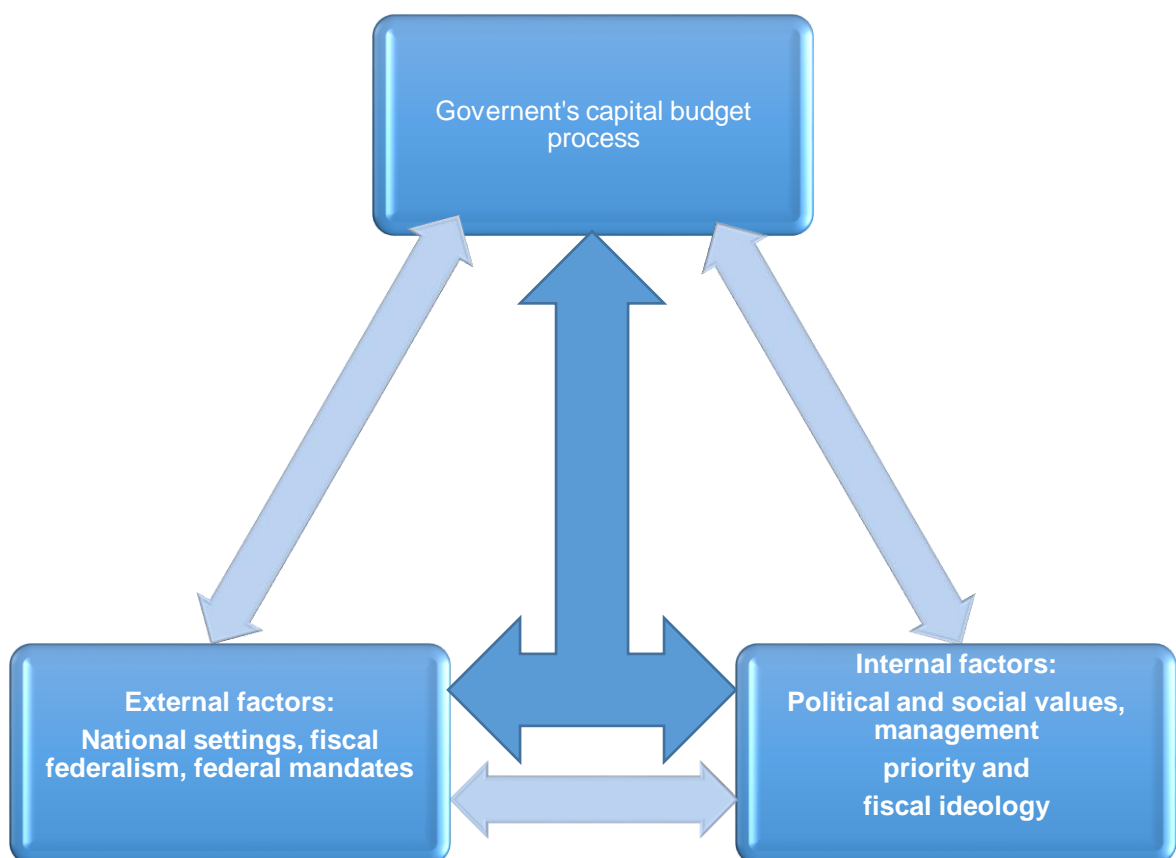 Governent's capital budget
process
External factors:
National settings, fiscal
federalism, federal mandates
Internal factors:
Political and social values,
management
priority and
fiscal ideology